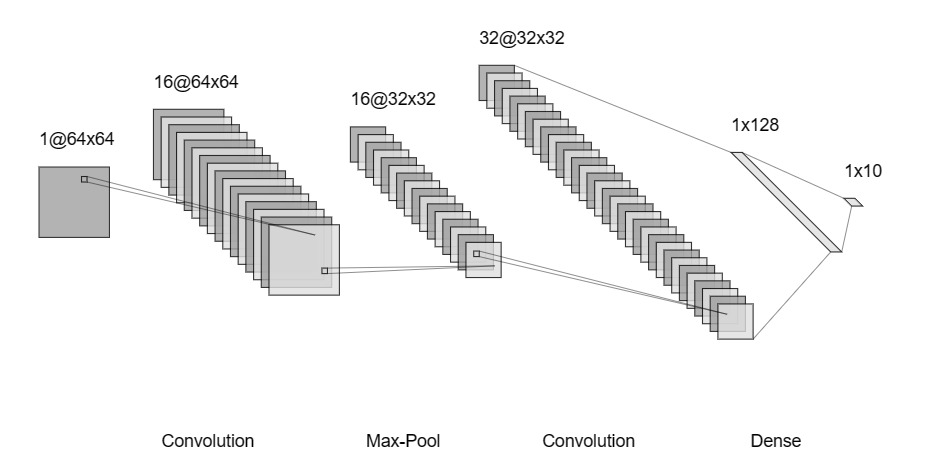 1@64x64
16@64x64
16@32x32
32@32x32
1x128
1x10
Convolution
Max-Pool
Convolution
Dense